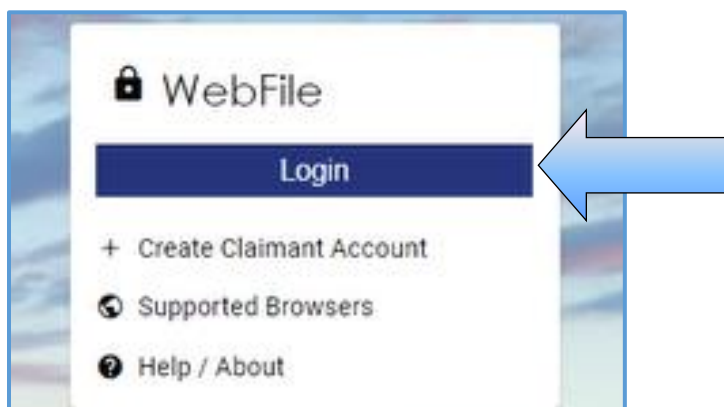 WebFile
Login
+ Create Claimant Account
Supported Browsers
Help / About